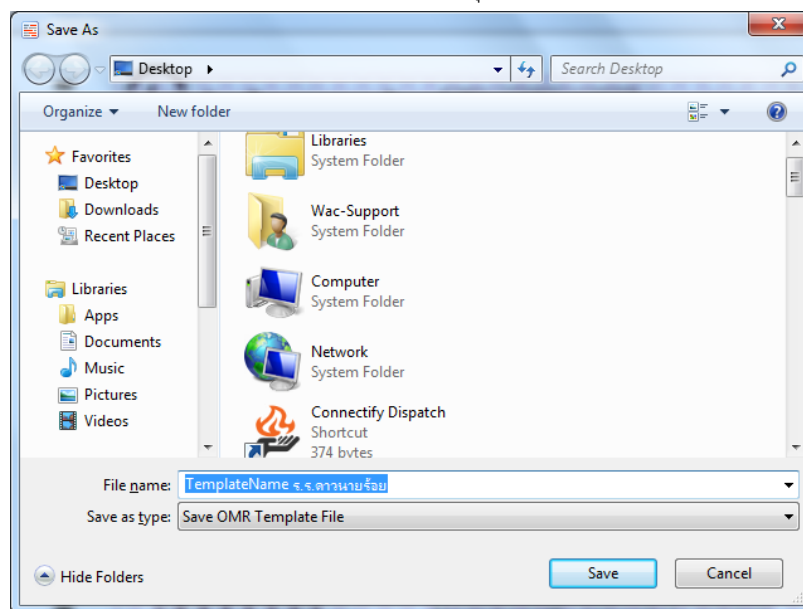 Save As
Desktop
Search Desktop
Organize
New folder
Favorites
Desktop
Downloads
Recent Places
Libraries
Apps
Documents
Music
Pictures
Videos
Libraries
System Folder
Wac-Support
System Folder
Computer
System Folder
Network
System Folder
Connectify Dispatch
Shortcut
374 bytes
File name: TemplateName ร.ร.ดาวนายร้อย
Save as type: Save OMR Template File
Hide Folders
Save
Cancel